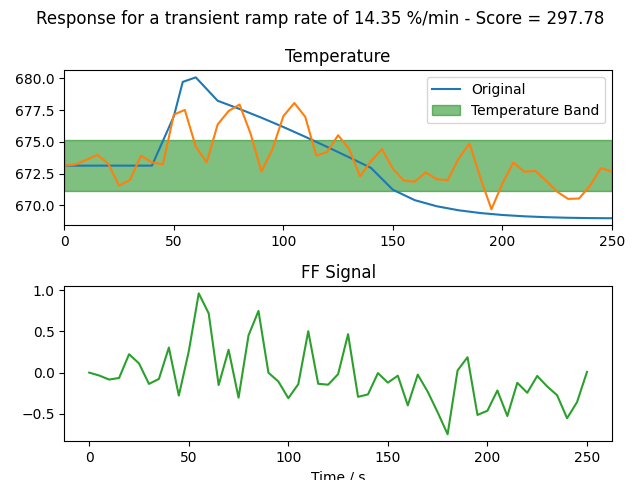 Response for a transient ramp rate of 14.35 %/min - Score = 297.78
Temperature
680.0
677.5
675.0
672.5
670.0
Original
Temperature Band
0 50 100 150 200 250
FF Signal
1.0
0.5
0.0
−0.5
0 50 100 150 200 250
Time / s